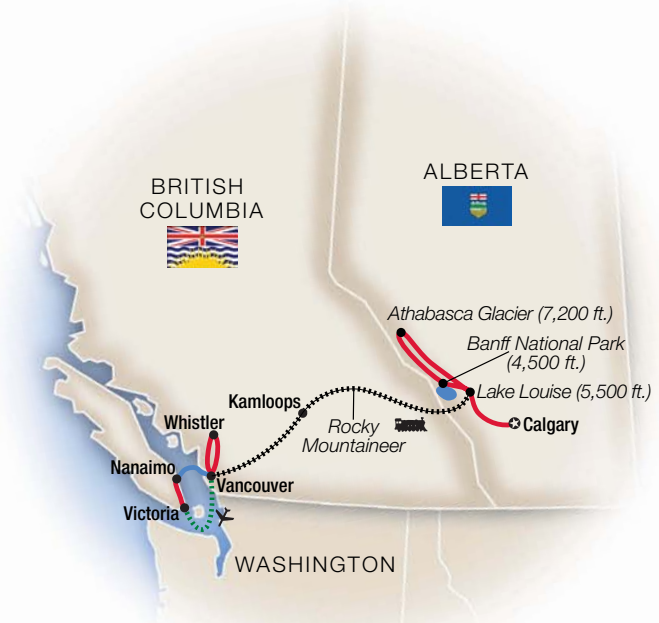 BRITISH
COLUMBIA
ALBERTA
Athabasca Glacier (7,200 ft.)
Banff National Park
(4,500 ft.)
Lake Louise (5,500 ft.)
Calgary
Kamloops
Rocky
Mountaineer
Whistler
Nanaimo
Vancouver
Victoria
WASHINGTON